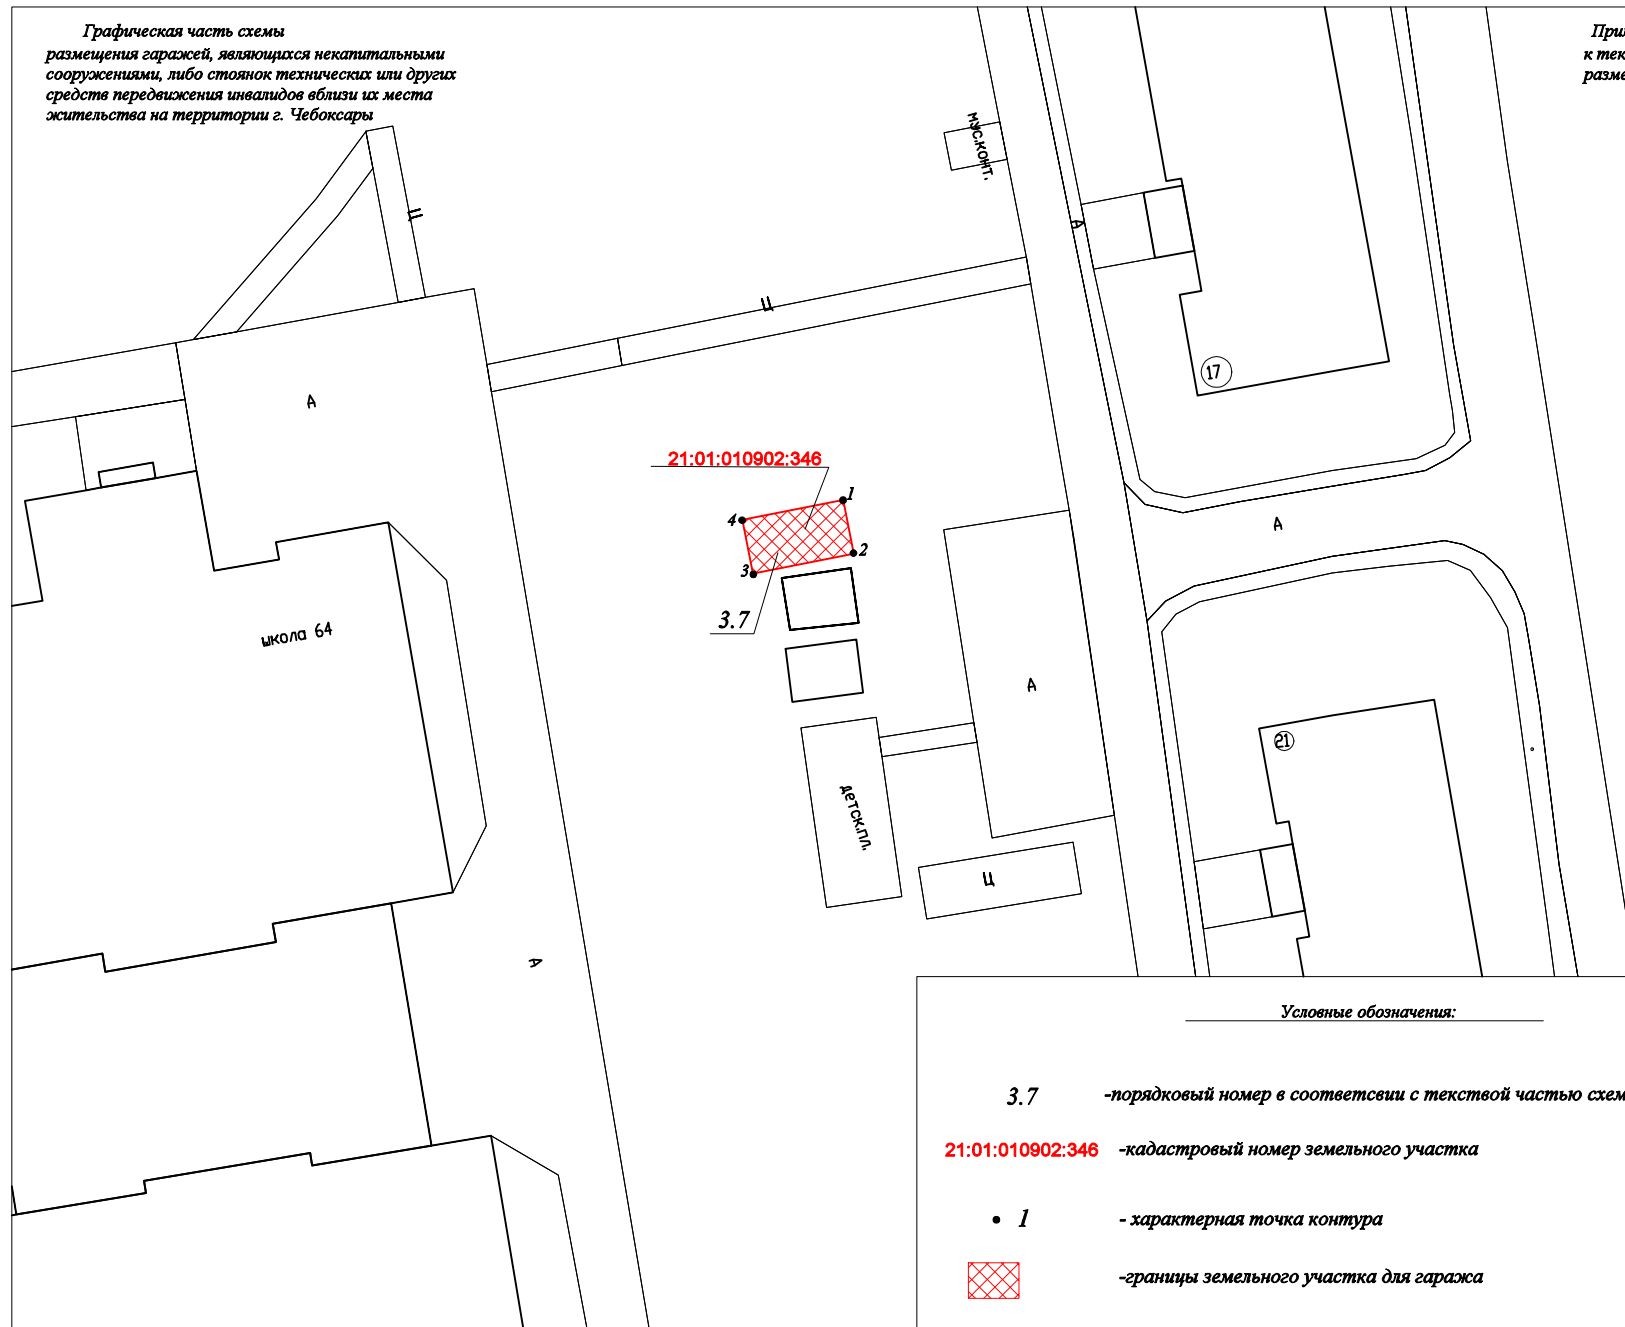 Графическая часть схемы
размещения гаражей, являющихся некапитальными
сооружениями, либо стоянок технических или других
средств передвижения инвалидов вблизи их места
жительства на территории г. Чебоксары
При
к тек
разме
мус.конт.
Ц
А
Ц
17
А
21:01:010902:346
1
4
2
3
А
3.7
школа 64
А
21
детск.пл.
Ц
А
Условные обозначения:
3.7 -порядковый номер в соответсвии с текствой частью схем
21:01:010902:346 -кадастровый номер земельного участка
1 - характерная точка контура
-границы земельного участка для гаража